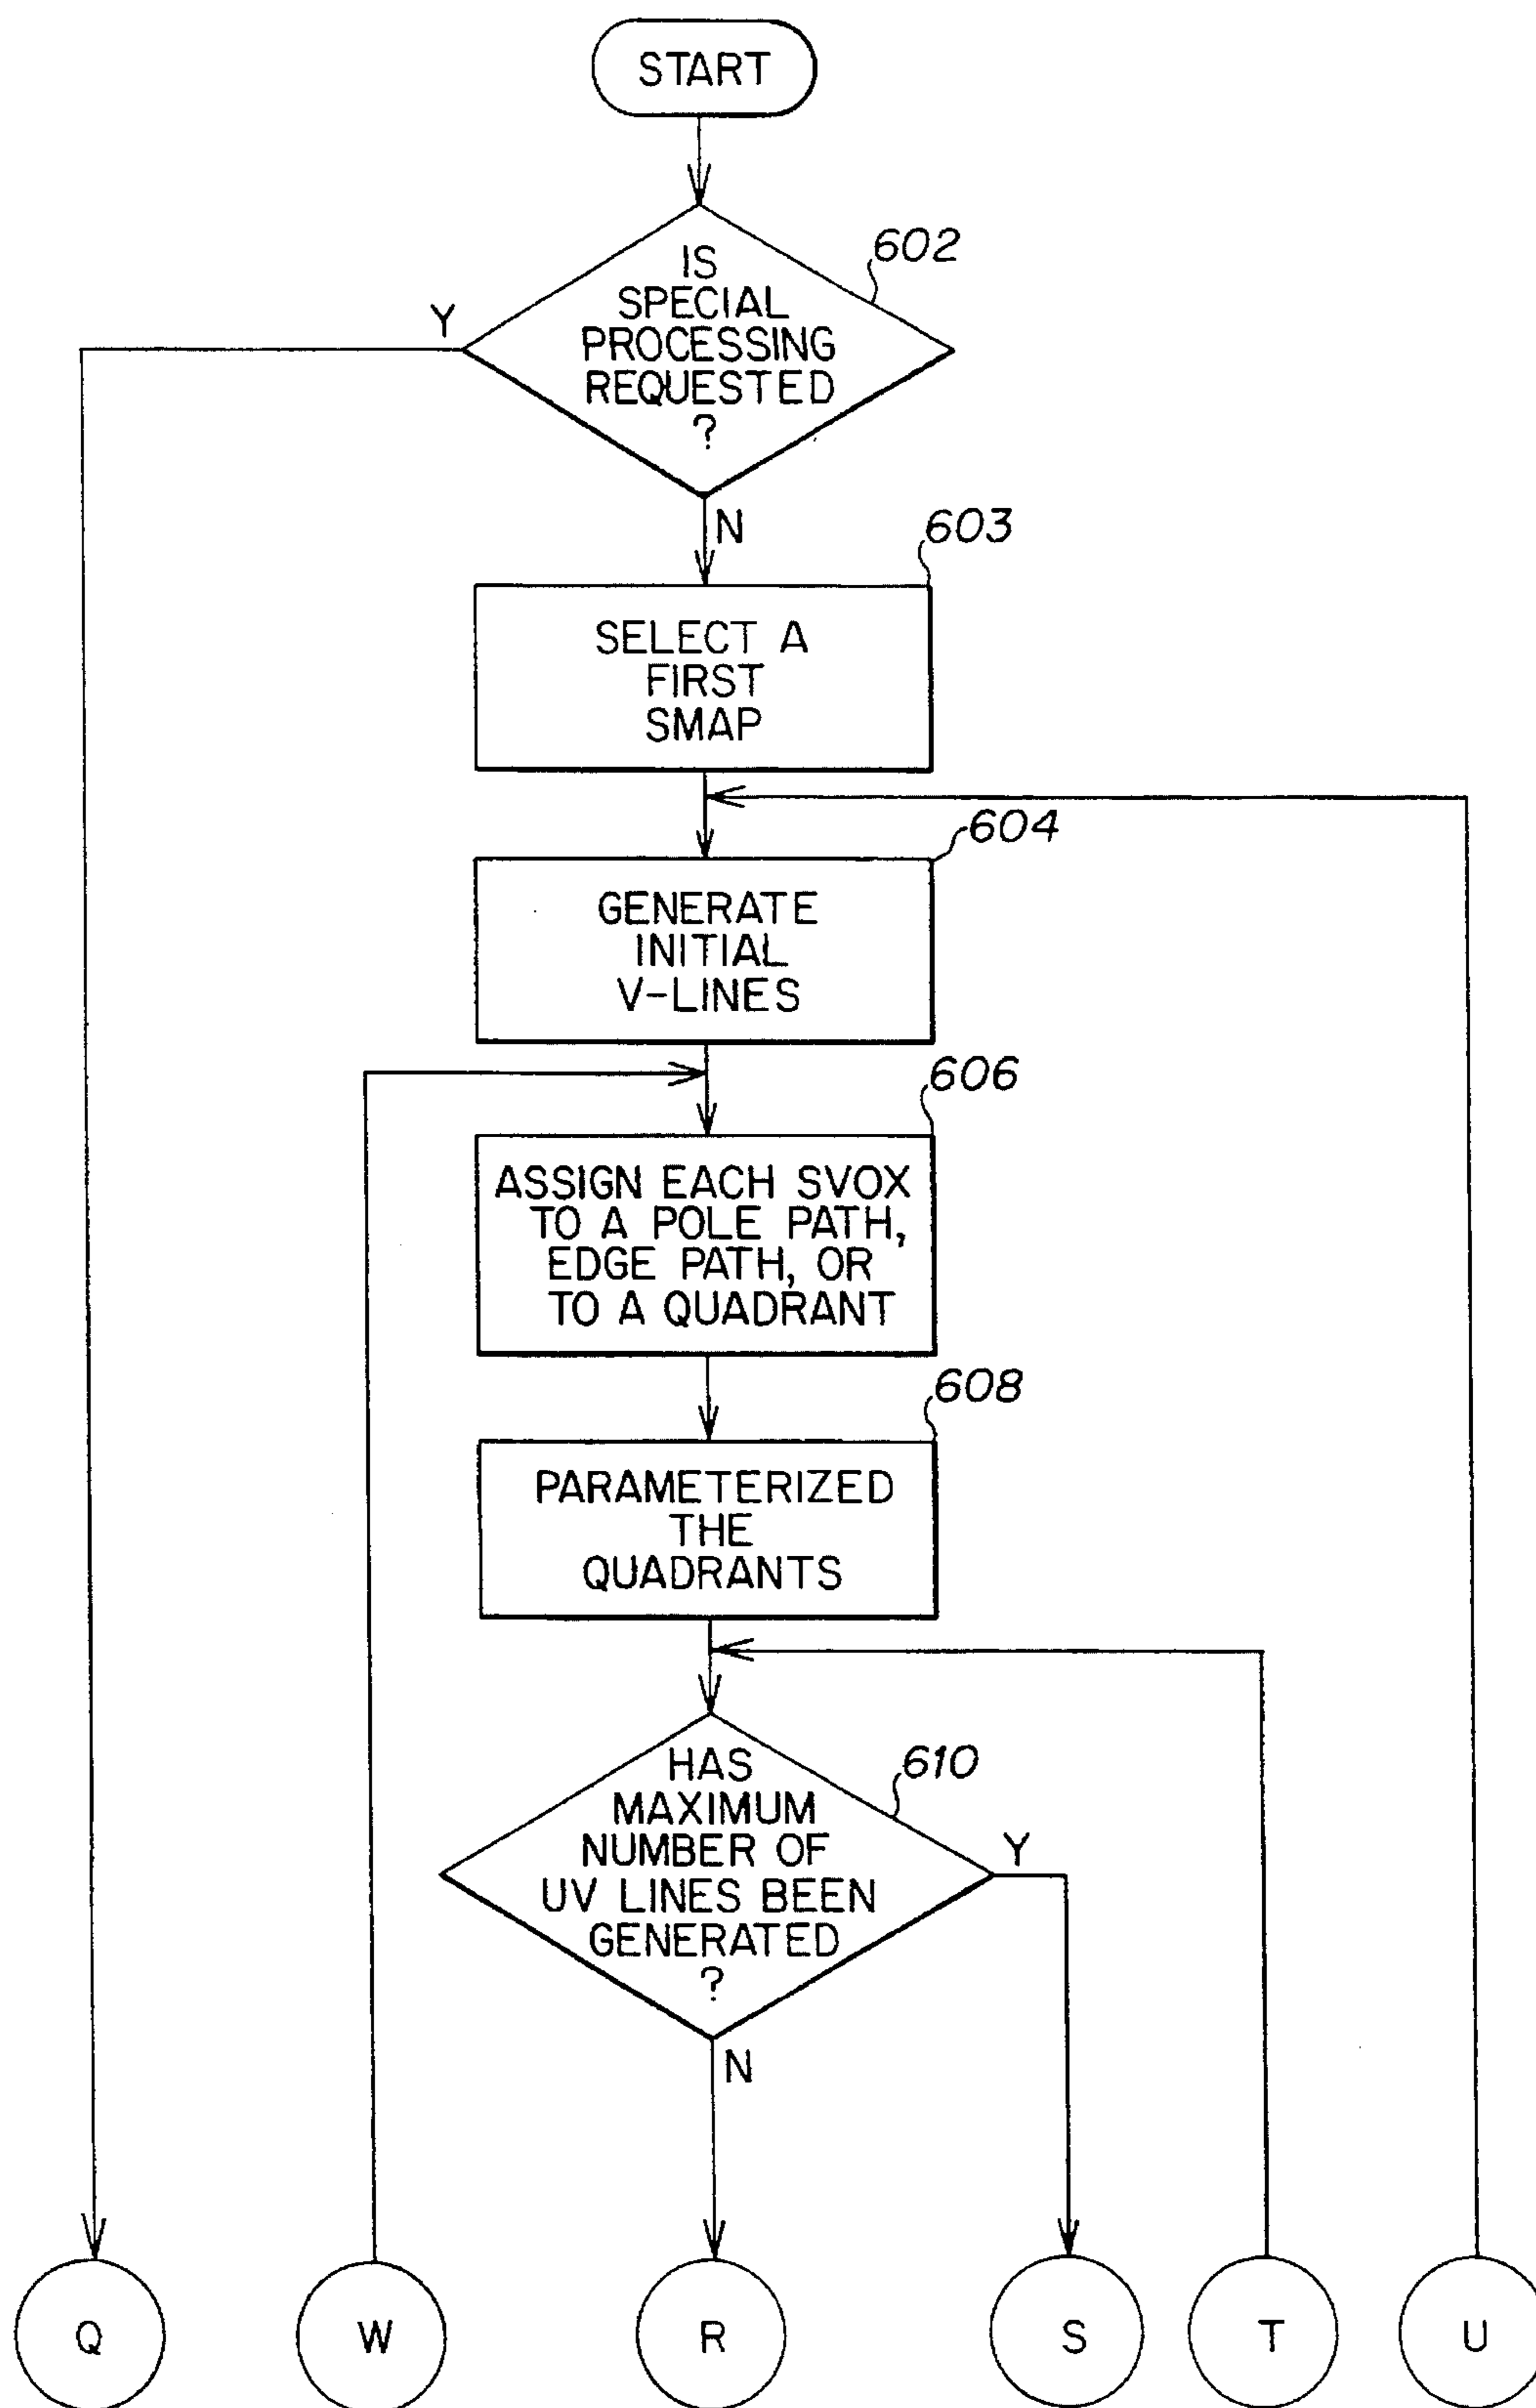 START
602
IS
SPECIAL
PROCESSING
REQUESTED
?
Y
N
603
SELECT A
FIRST
SMAP
604
GENERATE
INITIAL
V-LINES
606
ASSIGN EACH SVOX
TO A POLE PATH,
EDGE PATH, OR
TO A QUADRANT
608
PARAMETERIZED
THE
QUADRANTS
610
HAS
MAXIMUM
NUMBER OF
UV LINES BEEN
GENERATED
?
Y
N
Q
W
R
S
T
U